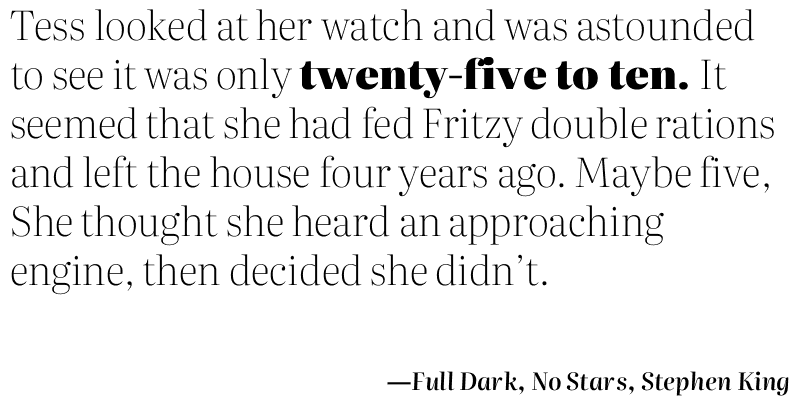 Tess looked at her watch and was astounded
to see it was only twenty-five to ten. It
seemed that she had fed Fritzy double rations
and left the house four years ago. Maybe five,
She thought she heard an approaching
engine, then decided she didn’t.
—Full Dark, No Stars, Stephen King